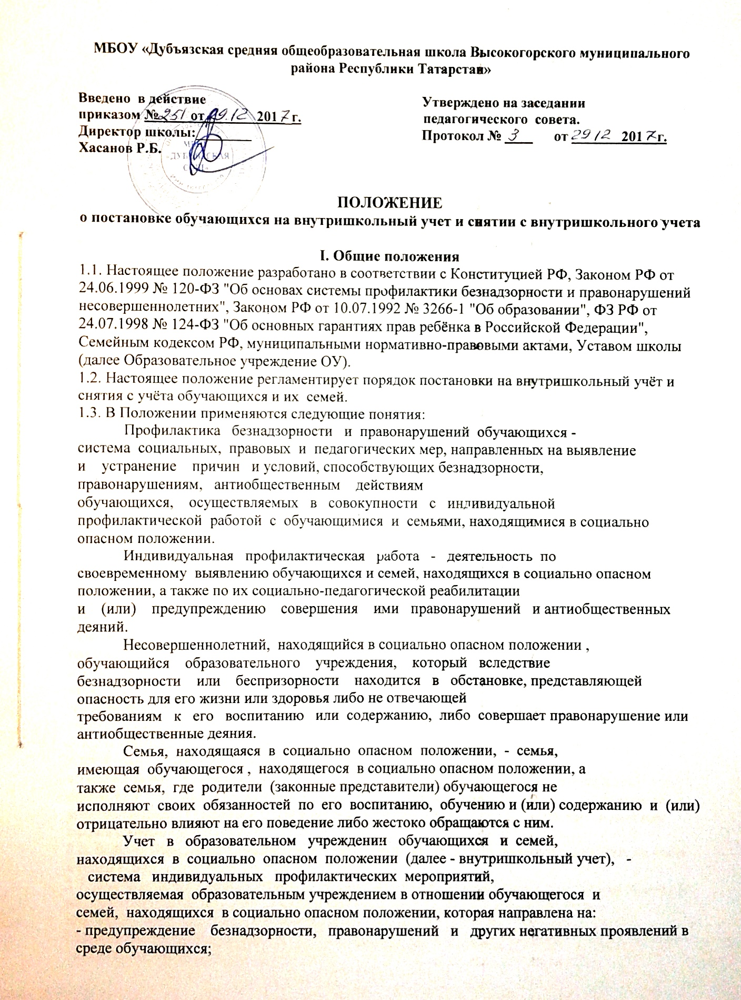 МБОУ «Дубъязская средняя общеобразовательная школа Высокогорского муниципального
района Республики Татарстан»
Введено в действие
приказом № 251 от 29.12 2017 г.
Директор школы:
Хасанов Р.Б.
Утверждено на заседании
педагогического совета.
Протокол № 3 от 29 12 2017 г.
ПОЛОЖЕНИЕ
о постановке обучающихся на внутришкольный учет и снятии с внутришкольного учета
I. Общие положения
1.1. Настоящее положение разработано в соответствии с Конституцией РФ, Законом РФ от
24.06.1999 № 120-ФЗ "Об основах системы профилактики безнадзорности и правонарушений
несовершеннолетних", Законом РФ от 10.07.1992 № 3266-1 "Об образовании", ФЗ РФ от
24.07.1998 № 124-ФЗ "Об основных гарантиях прав ребёнка в Российской Федерации",
Семейным кодексом РФ, муниципальными нормативно-правовыми актами, Уставом школы
(далее Образовательное учреждение ОУ).
1.2. Настоящее положение регламентирует порядок постановки на внутришкольный учёт и
снятия с учёта обучающихся и их семей.
1.3. В Положении применяются следующие понятия:
Профилактика безнадзорности и правонарушений обучающихся -
система социальных, правовых и педагогических мер, направленных на выявление
и устранение причин и условий, способствующих безнадзорности,
правонарушениям, антиобщественным действиям
обучающихся, осуществляемых в совокупности с индивидуальной
профилактической работой с обучающимися и семьями, находящимися в социально
опасном положении.
Индивидуальная профилактическая работа - деятельность по
своевременному выявлению обучающихся и семей, находящихся в социально опасном
положении, а также по их социально-педагогической реабилитации
и (или) предупреждению совершения ими правонарушений и антиобщественных
деяний.
Несовершеннолетний, находящийся в социально опасном положении ,
обучающийся образовательного учреждения, который вследствие
безнадзорности или беспризорности находится в обстановке, представляющей
опасность для его жизни или здоровья либо не отвечающей
требованиям к его воспитанию или содержанию, либо совершает правонарушение или
антиобщественные деяния.
Семья, находящаяся в социально опасном положении, - семья,
имеющая обучающегося , находящегося в социально опасном положении, а
также семья, где родители (законные представители) обучающегося не
исполняют своих обязанностей по его воспитанию, обучению и (или) содержанию и (или)
отрицательно влияют на его поведение либо жестоко обращаются с ним.
Учет в образовательном учреждении обучающихся и семей,
находящихся в социально опасном положении (далее - внутришкольный учет), -
система индивидуальных профилактических мероприятий,
осуществляемая образовательным учреждением в отношении обучающегося и
семей, находящихся в социально опасном положении, которая направлена на:
- предупреждение безнадзорности, правонарушений и других негативных проявлений в
среде обучающихся;